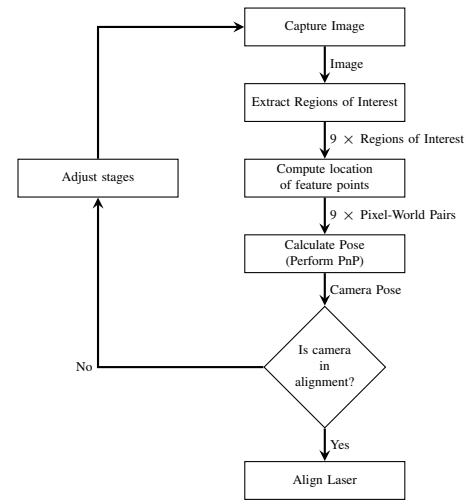 Capture Image
Image
Extract Regions of Interest
9 × Regions of Interest
Adjust stages
Compute location
of feature points
9 × Pixel-World Pairs
Calculate Pose
(Perform PnP)
Camera Pose
Is camera
in
alignment?
No
Yes
Align Laser